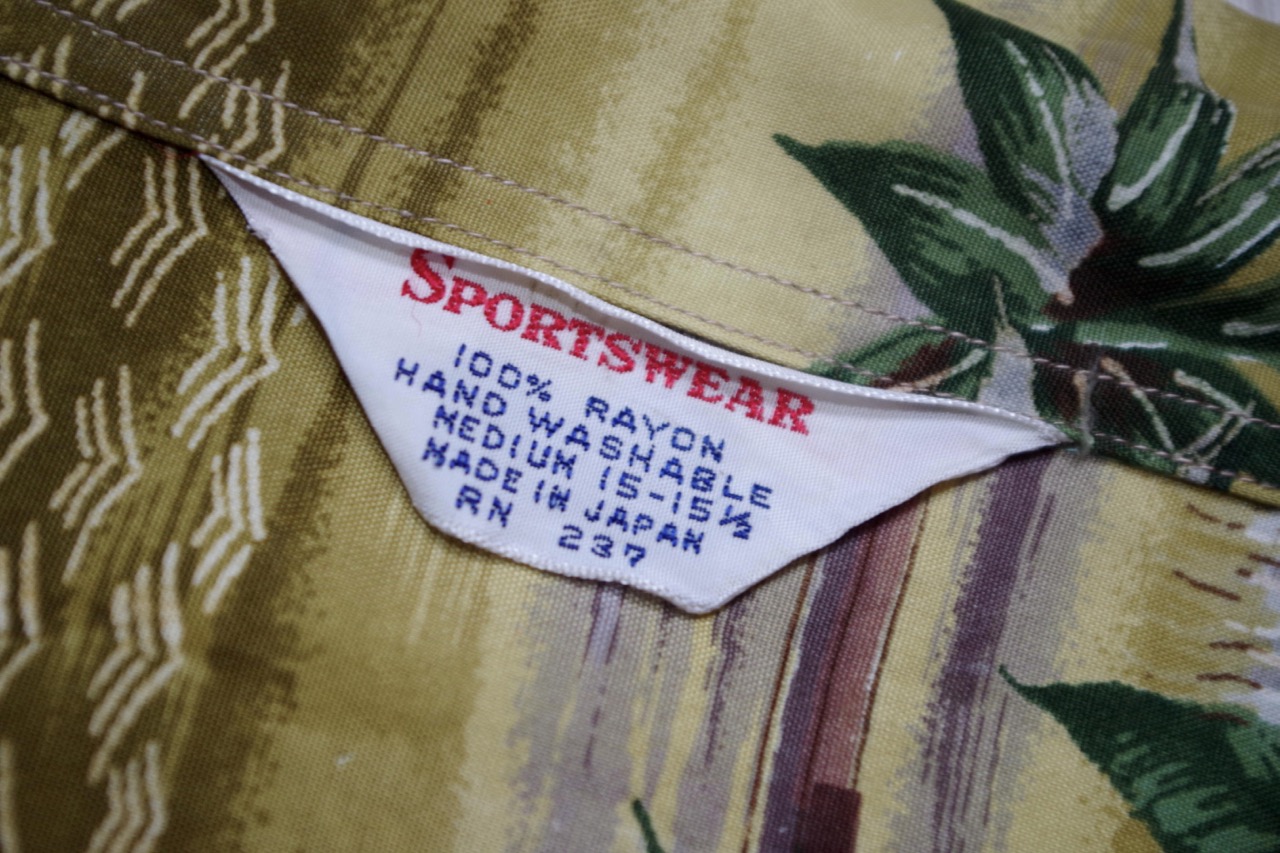 SPORTSWEAR
100% RAYON
HAND WASHABLE
MEDIUM 15-15½
MADE IN JAPAN
RN 237